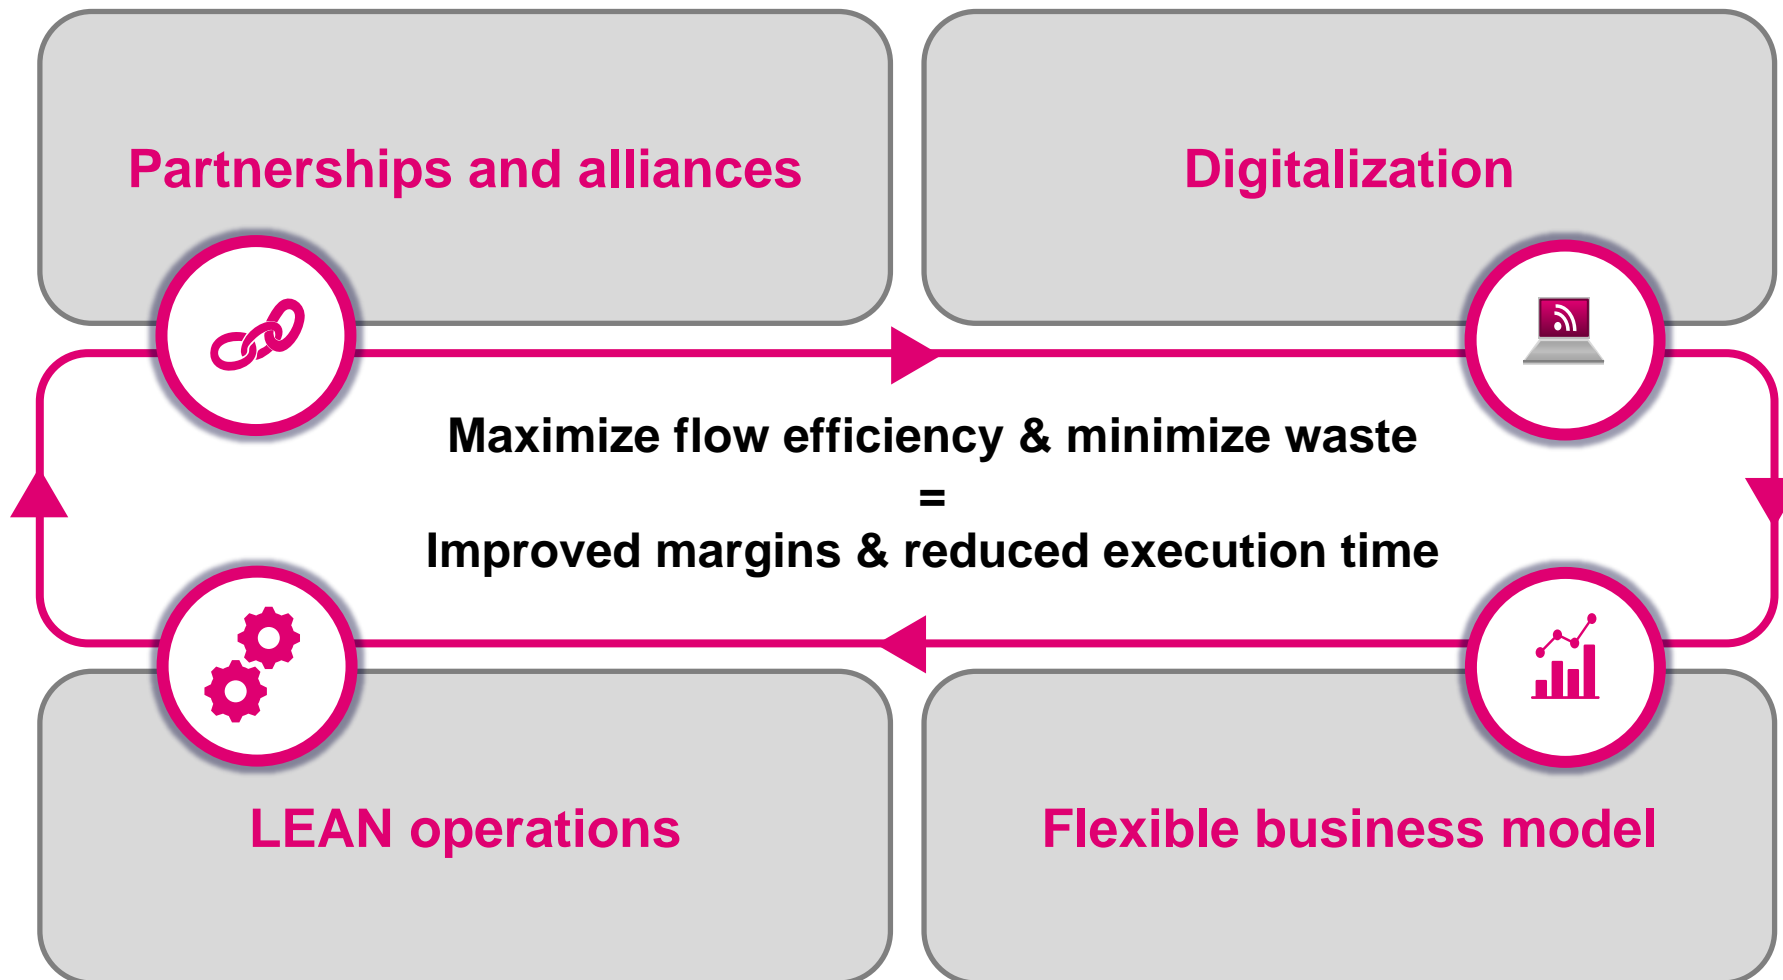 Partnerships and alliances
Digitalization
Maximize flow efficiency & minimize waste
=
Improved margins & reduced execution time
LEAN operations
Flexible business model